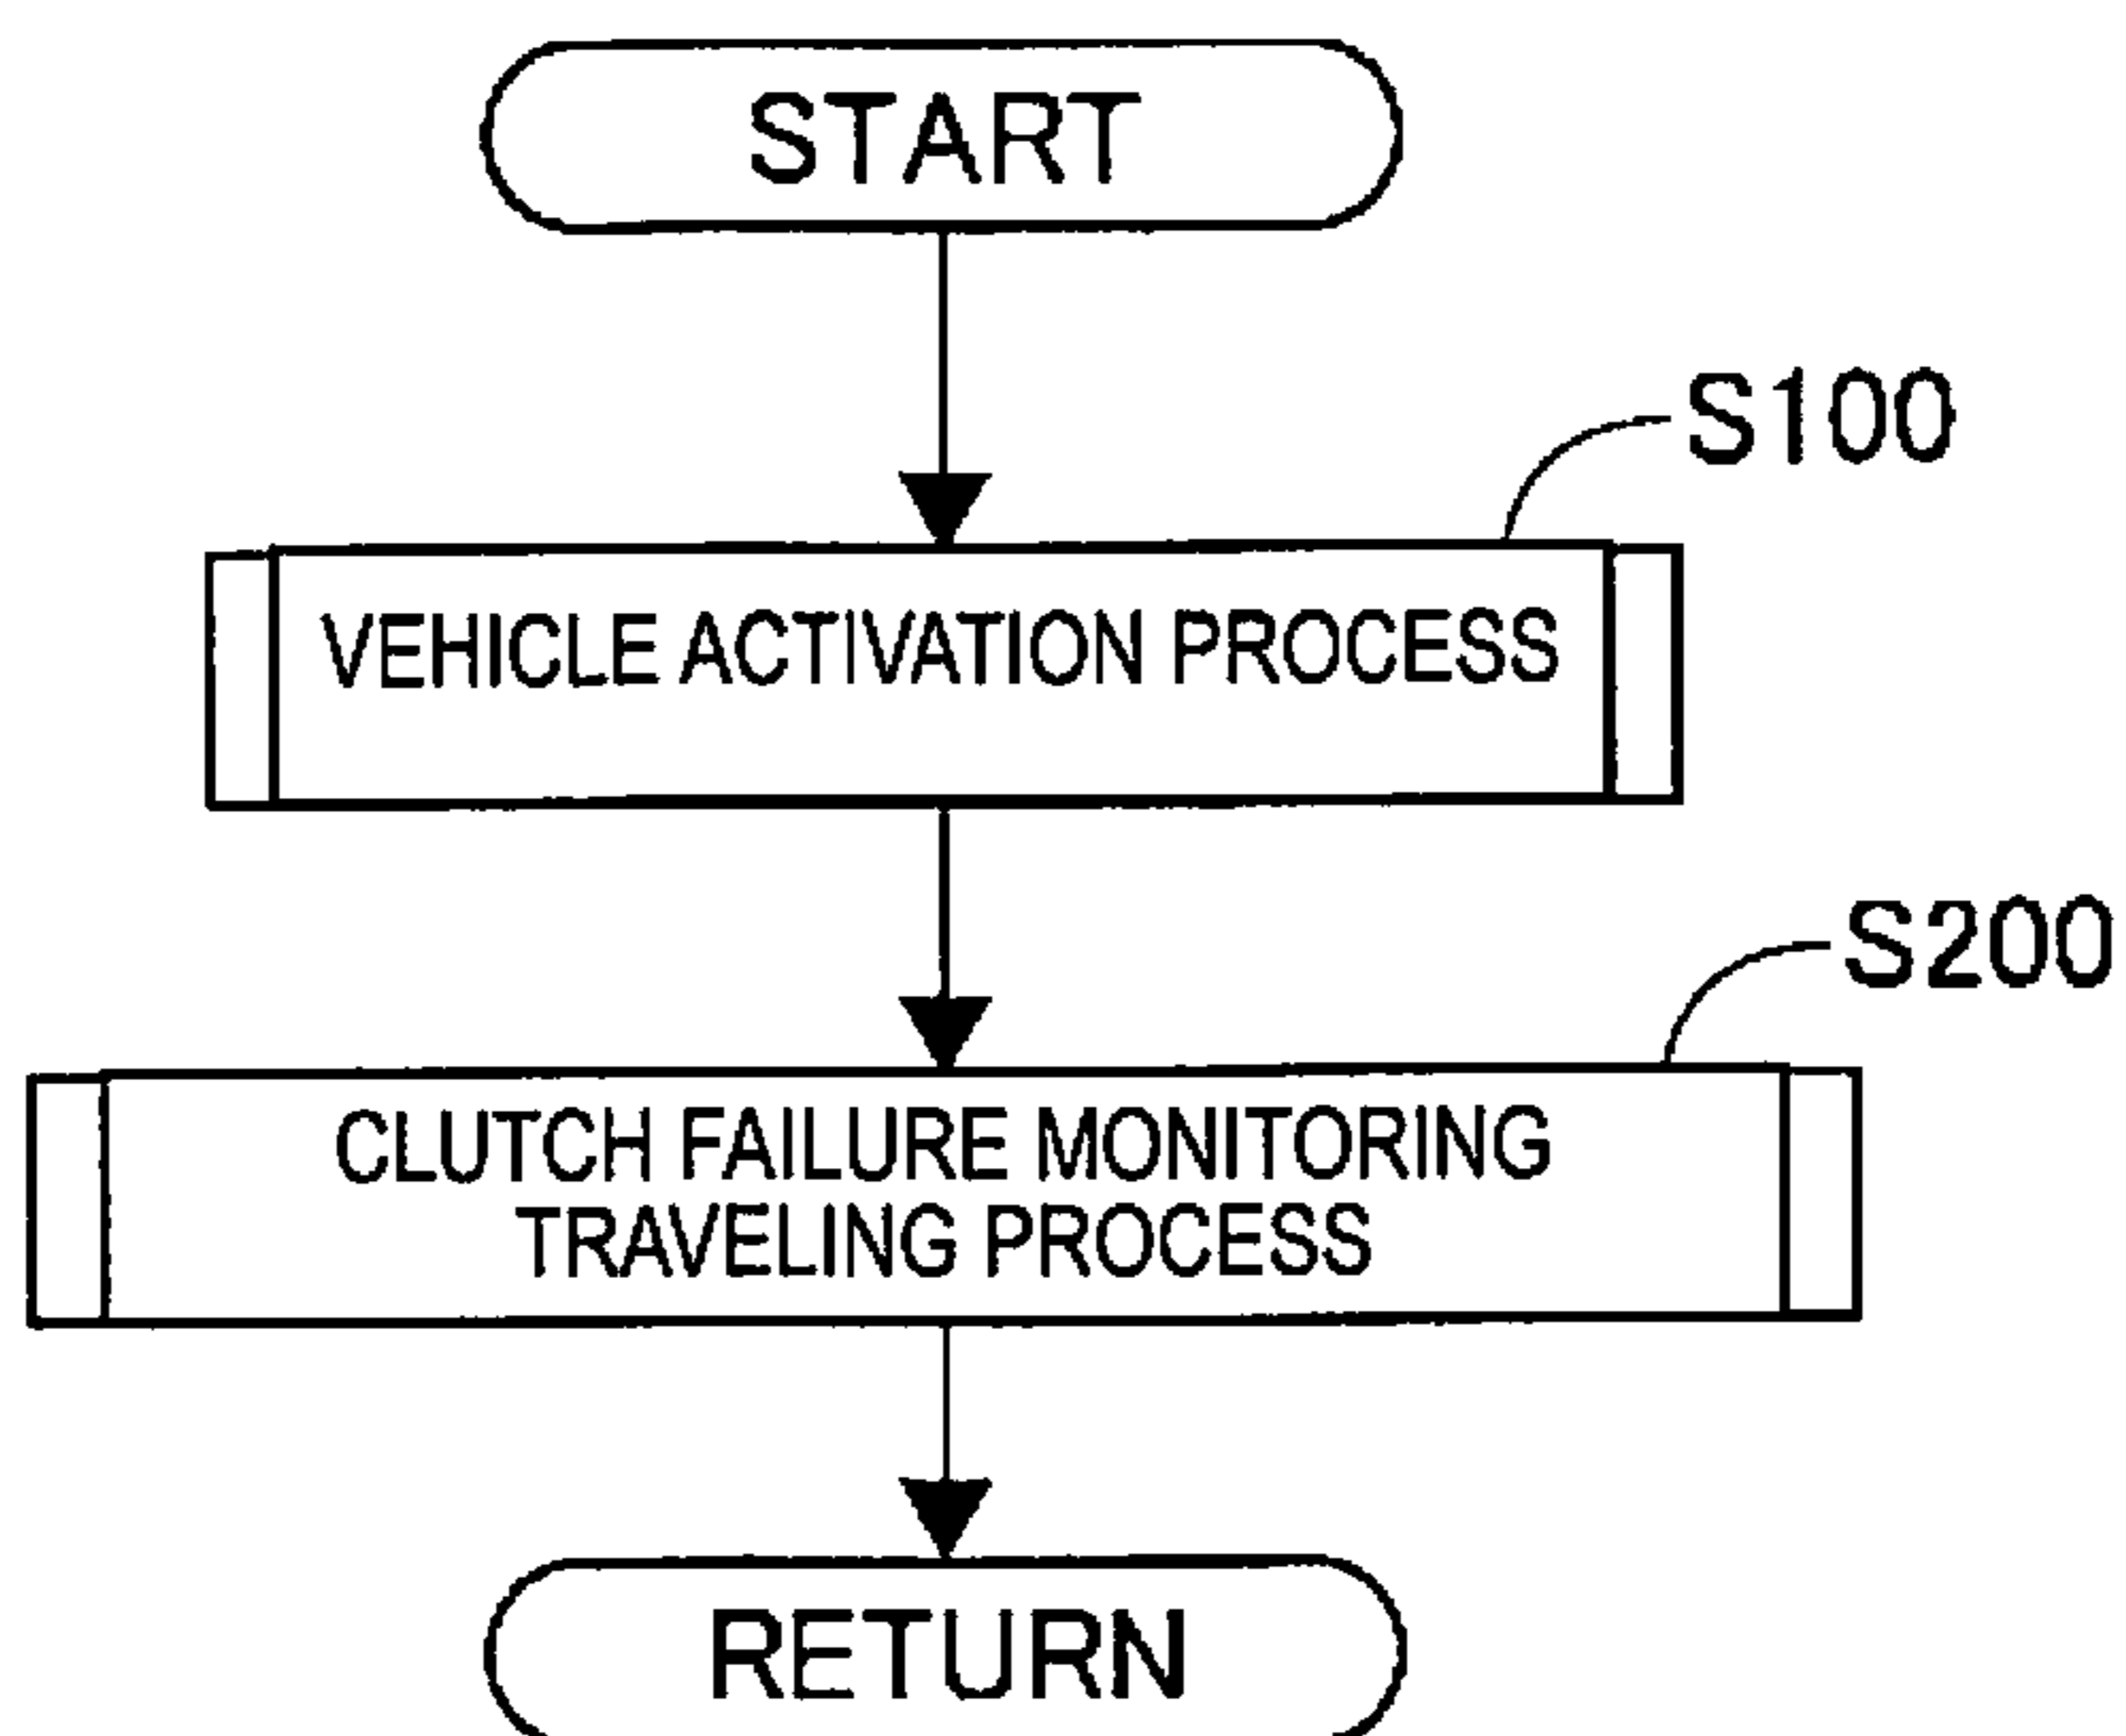 START
S100
VEHICLE ACTIVATION PROCESS
S200
CLUTCH FAILURE MONITORING
TRAVELING PROCESS
RETURN